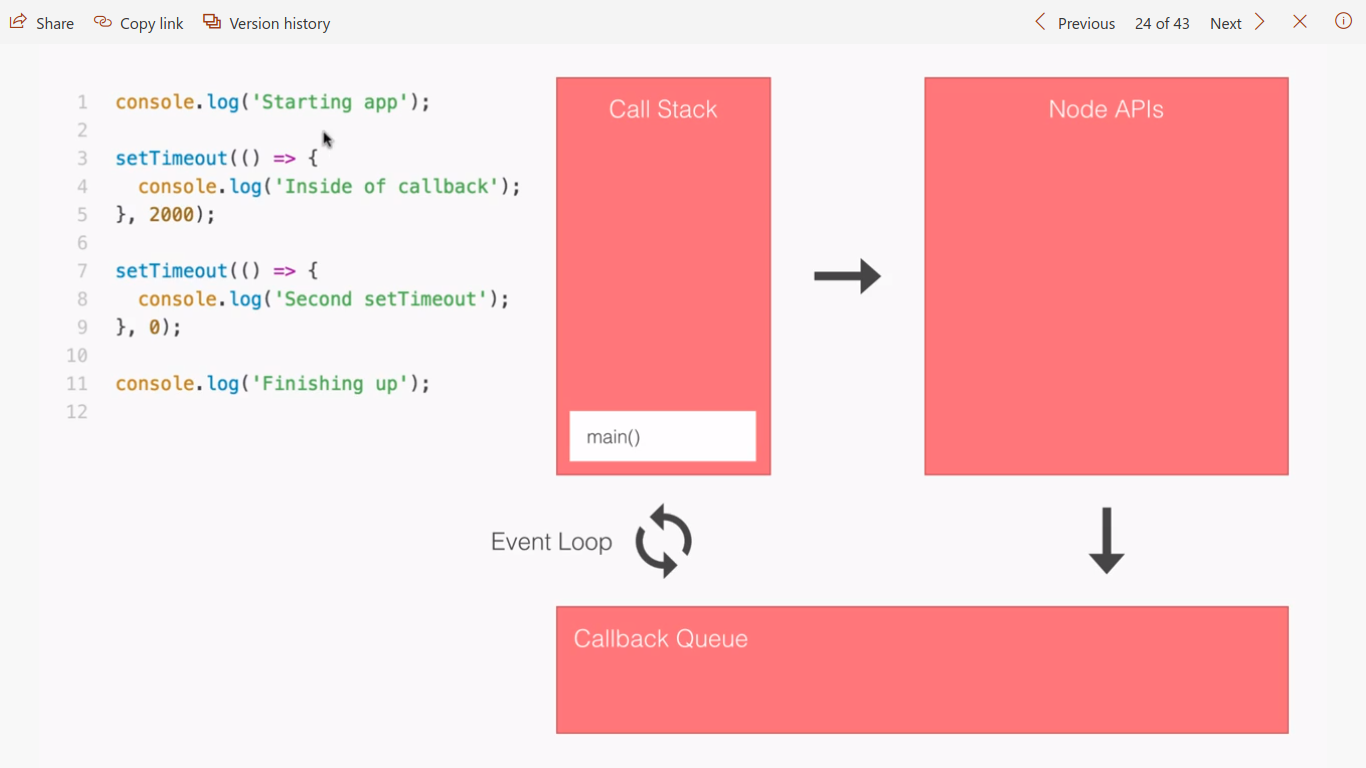 Share Copy link Version history Previous 24 of 43 Next
1 console.log('Starting app');
2
3 setTimeout(() => {
4   console.log('Inside of callback');
5 }, 2000);
6
7 setTimeout(() => {
8   console.log('Second setTimeout');
9 }, 0);
10
11 console.log('Finishing up');
12
Call Stack
main()
Node APIs
Event Loop
Callback Queue